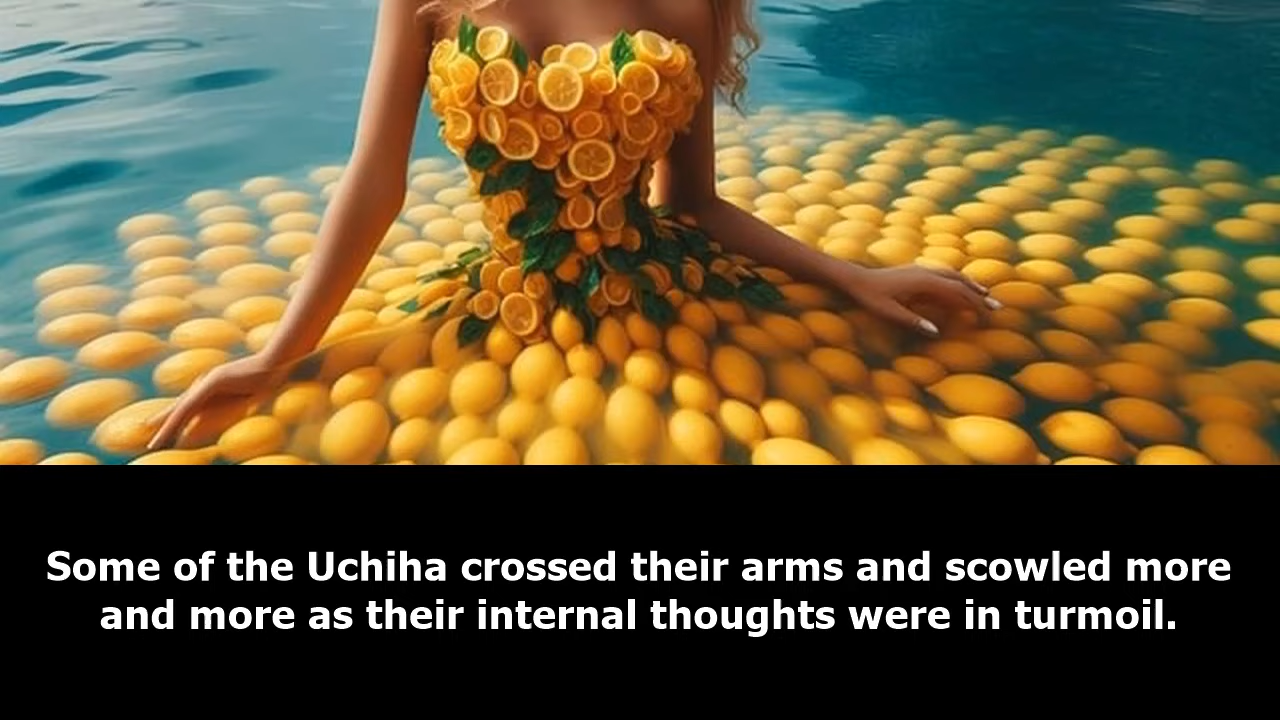 Some of the Uchiha crossed their arms and scowled more
and more as their internal thoughts were in turmoil.